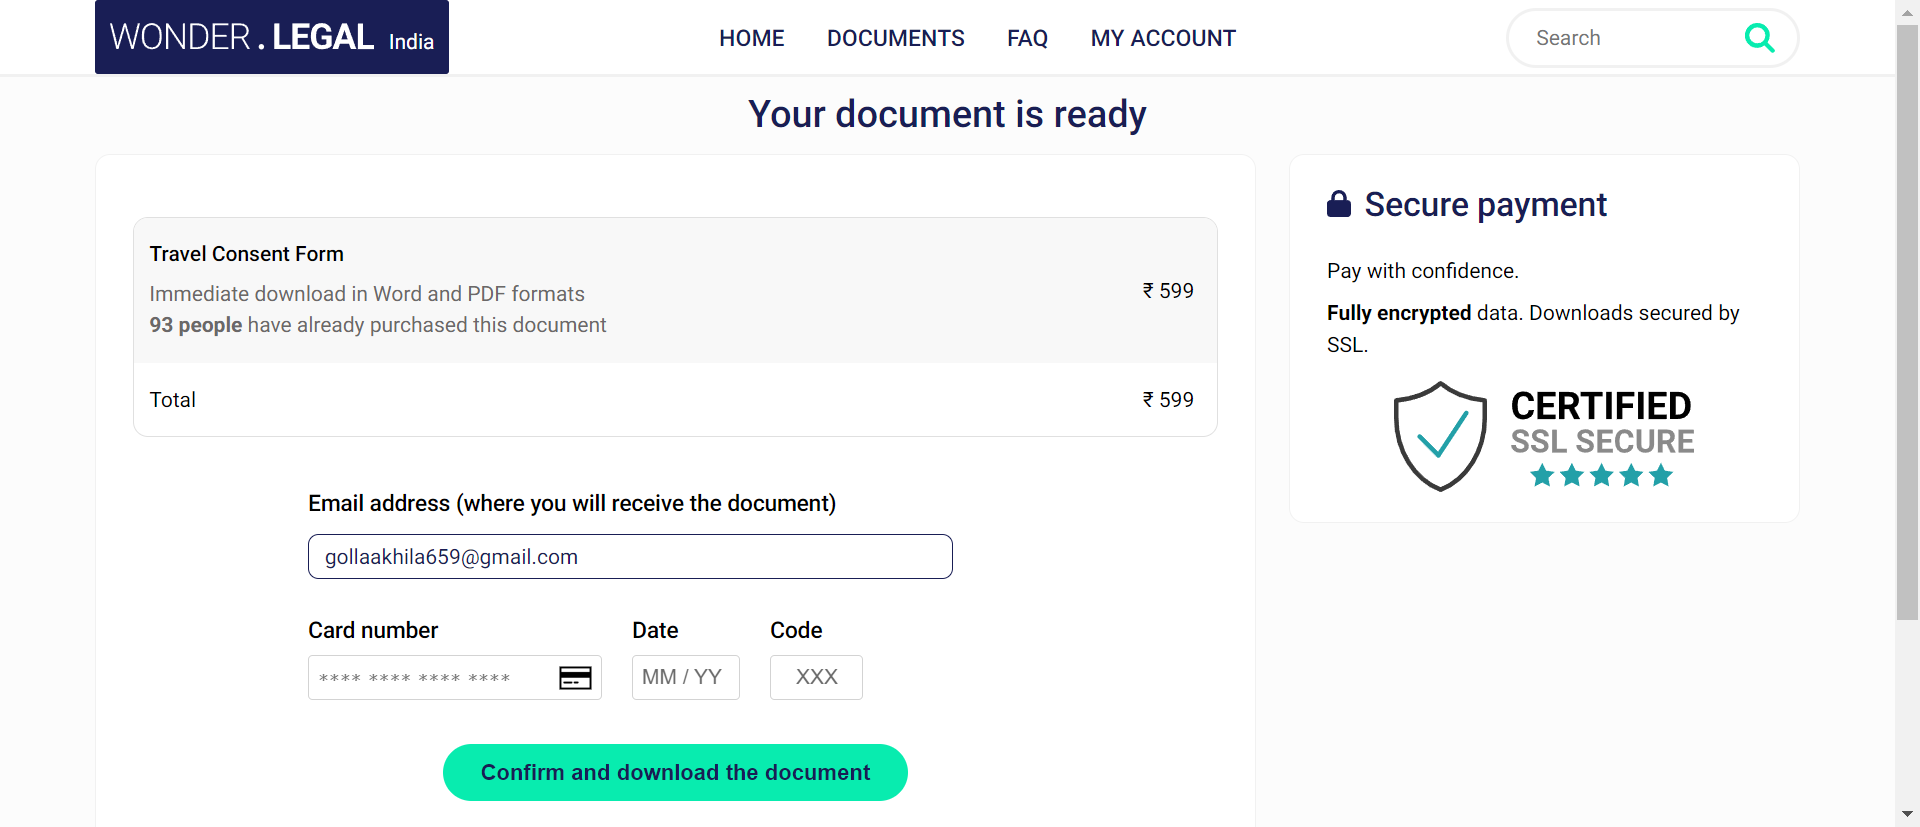 WONDER . LEGAL India
HOME DOCUMENTS FAQ MY ACCOUNT
Search
Your document is ready
Travel Consent Form
Immediate download in Word and PDF formats
93 people have already purchased this document
₹ 599
Total ₹ 599
Email address (where you will receive the document)
gollaakhila659@gmail.com
Card number Date Code
**** **** **** **** MM / YY XXX
Confirm and download the document
Secure payment
Pay with confidence.
Fully encrypted data. Downloads secured by
SSL.
CERTIFIED
SSL SECURE